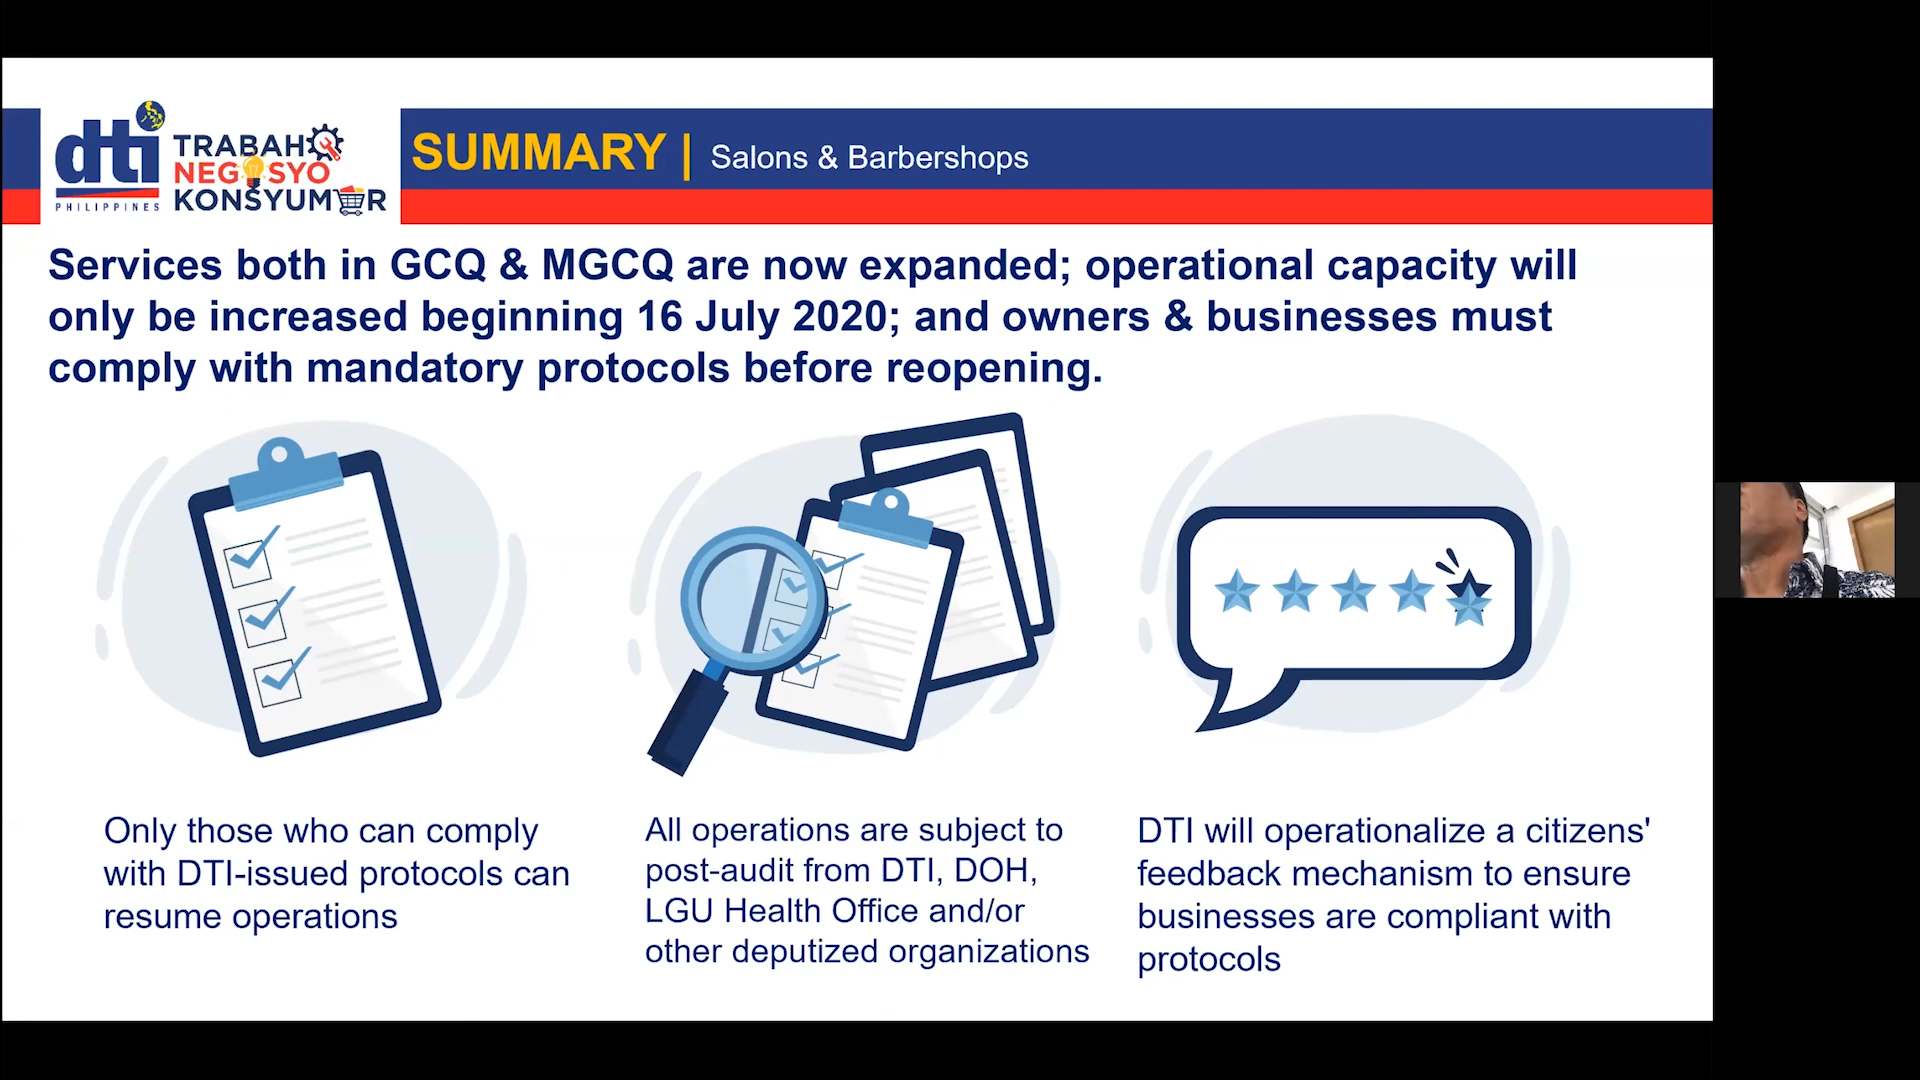 dti
PHILIPPINES
TRABAHO
NEGOSYO
KONSYUMER
SUMMARY | Salons & Barbershops
Services both in GCQ & MGCQ are now expanded; operational capacity will
only be increased beginning 16 July 2020; and owners & businesses must
comply with mandatory protocols before reopening.
Only those who can comply
with DTI-issued protocols can
resume operations
All operations are subject to
post-audit from DTI, DOH,
LGU Health Office and/or
other deputized organizations
DTI will operationalize a citizens'
feedback mechanism to ensure
businesses are compliant with
protocols